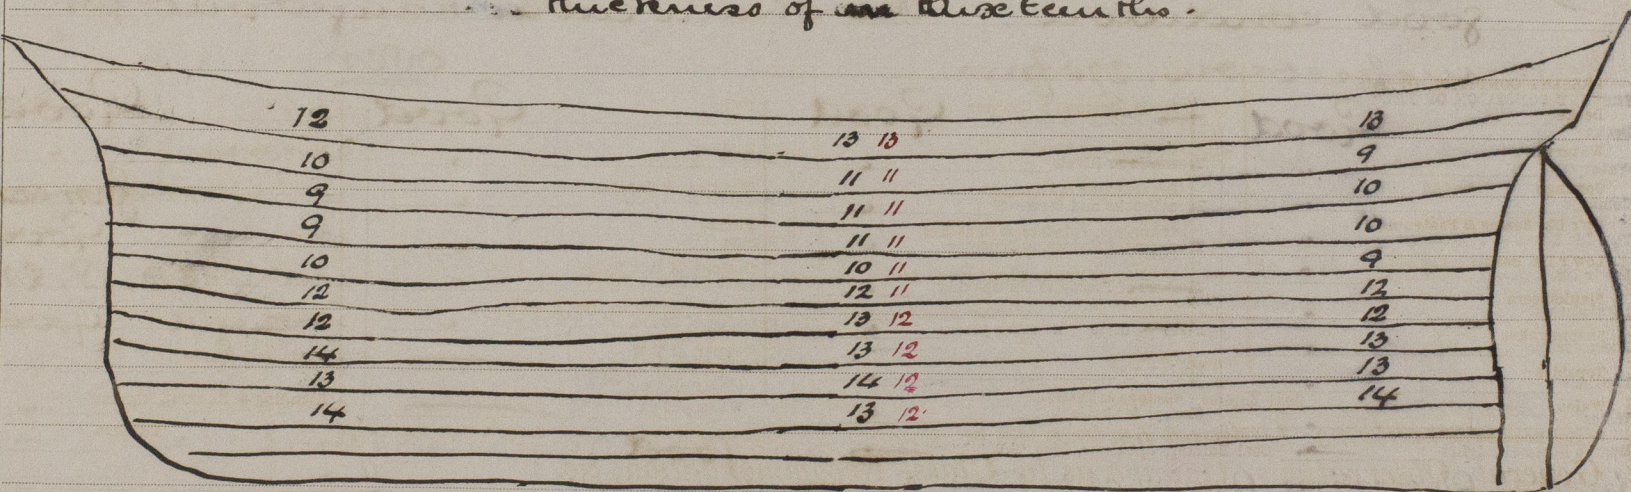 thickness of in Sixteenths.
12 13 13 13
10 11 11 9
9 11 11 10
9 11 11 10
10 10 11 9
12 12 11 12
12 13 12 12
14 13 12 13
13 14 12 13
14 13 12 14